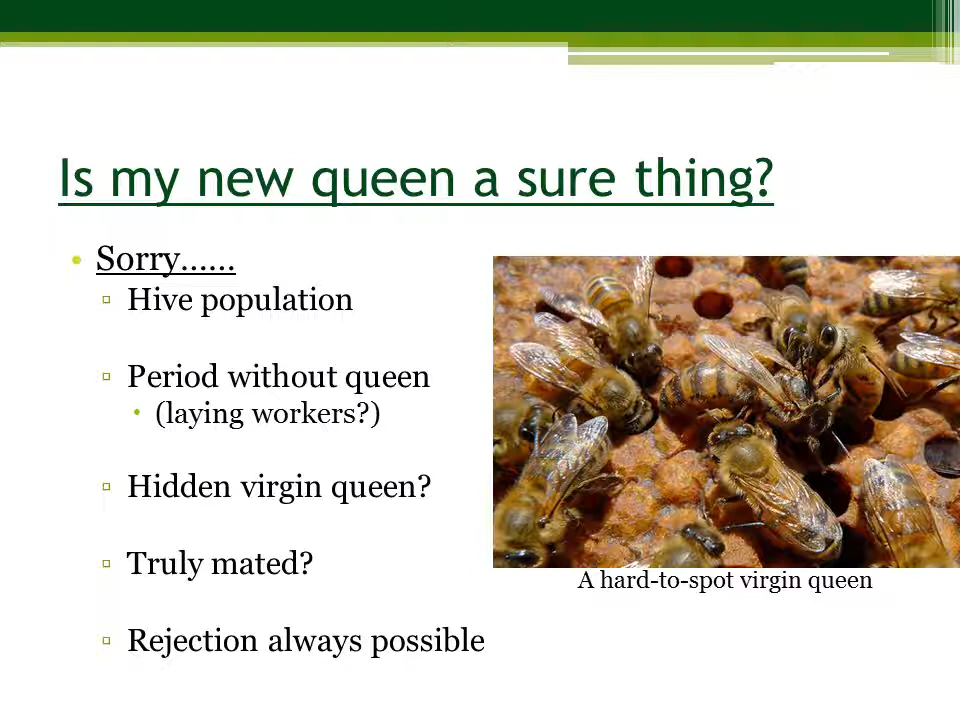 Is my new queen a sure thing?
• Sorry……
▫ Hive population
▫ Period without queen
• (laying workers?)
▫ Hidden virgin queen?
▫ Truly mated?
▫ Rejection always possible
A hard-to-spot virgin queen